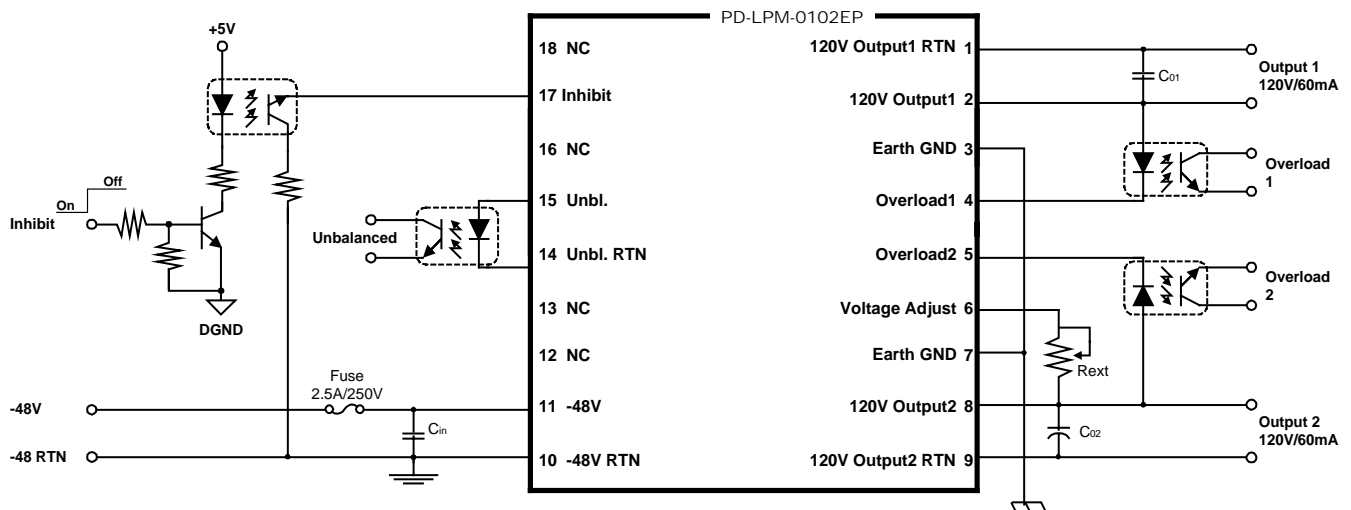 PD-LPM-0102EP
+5V
18 NC
17 Inhibit
16 NC
15 Unbl.
14 Unbl. RTN
13 NC
12 NC
11 -48V
10 -48V RTN
120V Output1 RTN 1
120V Output1 2
Earth GND 3
Overload1 4
Overload2 5
Voltage Adjust 6
Earth GND 7
120V Output2 8
120V Output2 RTN 9
Off
On
Inhibit
DGND
Unbalanced
Fuse
2.5A/250V
-48V
Cin
-48 RTN
C01
Output 1
120V/60mA
Overload
1
Overload
2
Rext
C02
Output 2
120V/60mA